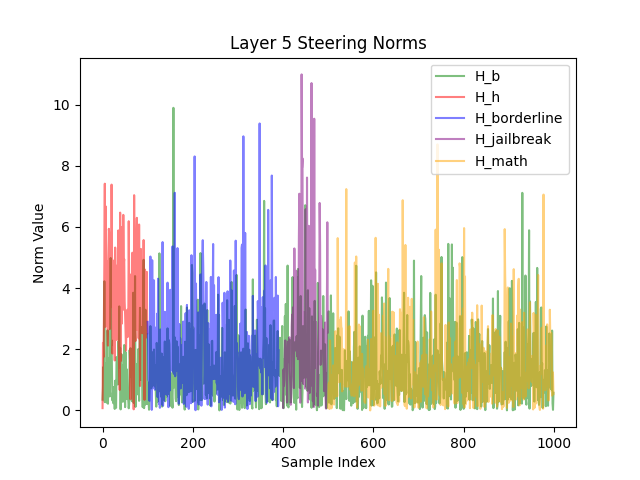 Layer 5 Steering Norms
H_b
H_h
H_borderline
H_jailbreak
H_math
Norm Value
10
8
6
4
2
0
0
200
400
600
800
1000
Sample Index